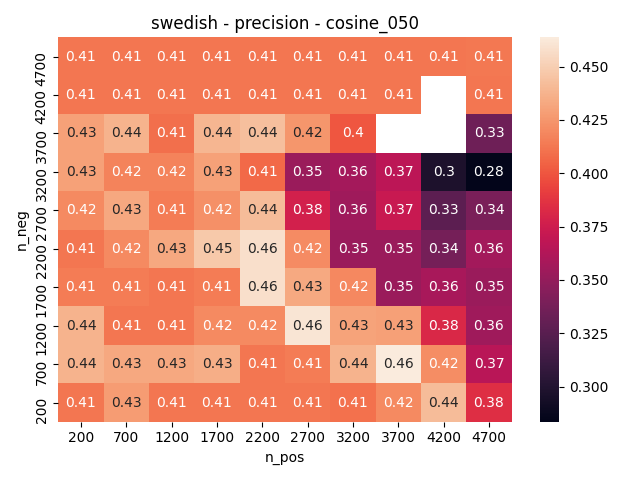 swedish - precision - cosine_050
4700 0.41 0.41 0.41 0.41 0.41 0.41 0.41 0.41 0.41 0.41
4200 0.41 0.41 0.41 0.41 0.41 0.41 0.41 0.41 0.41
3700 0.43 0.44 0.41 0.44 0.44 0.42 0.4 0.33
3200 0.43 0.42 0.42 0.43 0.41 0.35 0.36 0.37 0.3 0.28
2700 0.42 0.43 0.41 0.42 0.44 0.38 0.36 0.37 0.33 0.34
2200 0.41 0.42 0.43 0.45 0.46 0.42 0.35 0.35 0.34 0.36
1700 0.41 0.41 0.41 0.41 0.46 0.43 0.42 0.35 0.36 0.35
1200 0.44 0.41 0.41 0.42 0.42 0.46 0.43 0.43 0.38 0.36
700 0.44 0.43 0.43 0.43 0.41 0.41 0.44 0.46 0.42 0.37
200 0.41 0.43 0.41 0.41 0.41 0.41 0.41 0.42 0.44 0.38
200 700 1200 1700 2200 2700 3200 3700 4200 4700
n_pos
n_neg
0.450
0.425
0.400
0.375
0.350
0.325
0.300